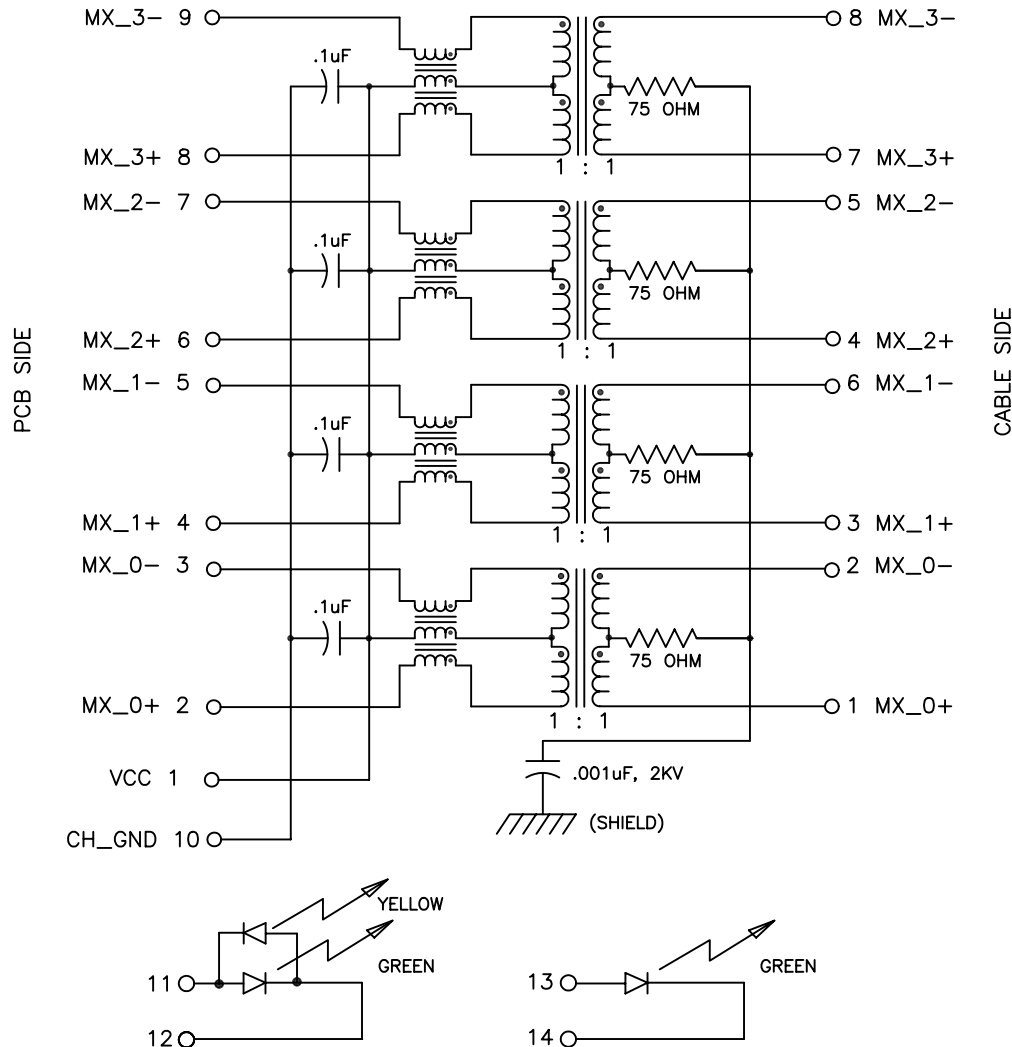 MX_3- 9
8 MX_3-
.1uF
75 OHM
MX_3+ 8
1 : 1
7 MX_3+
MX_2- 7
5 MX_2-
.1uF
75 OHM
MX_2+ 6
1 : 1
4 MX_2+
PCB SIDE
CABLE SIDE
MX_1- 5
6 MX_1-
.1uF
75 OHM
MX_1+ 4
1 : 1
3 MX_1+
MX_0- 3
2 MX_0-
.1uF
75 OHM
MX_0+ 2
1 : 1
1 MX_0+
VCC 1
.001uF, 2KV
(SHIELD)
CH_GND 10
YELLOW
GREEN
11
12
GREEN
13
14